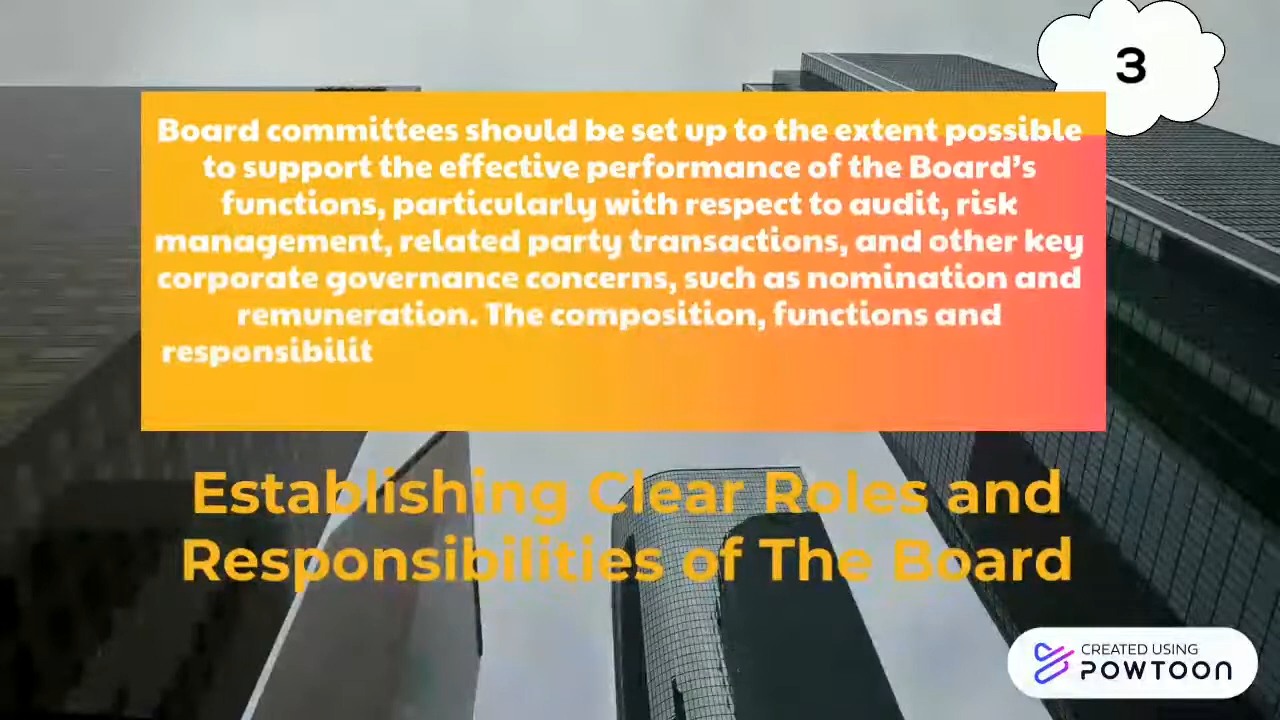 3
Board committees should be set up to the extent possible
to support the effective performance of the Board's
functions, particularly with respect to audit, risk
management, related party transactions, and other key
corporate governance concerns, such as nomination and
remuneration. The composition, functions and
responsibilit
Establishing Clear Roles and
Responsibilities of The Board
CREATED USING
POWTOON